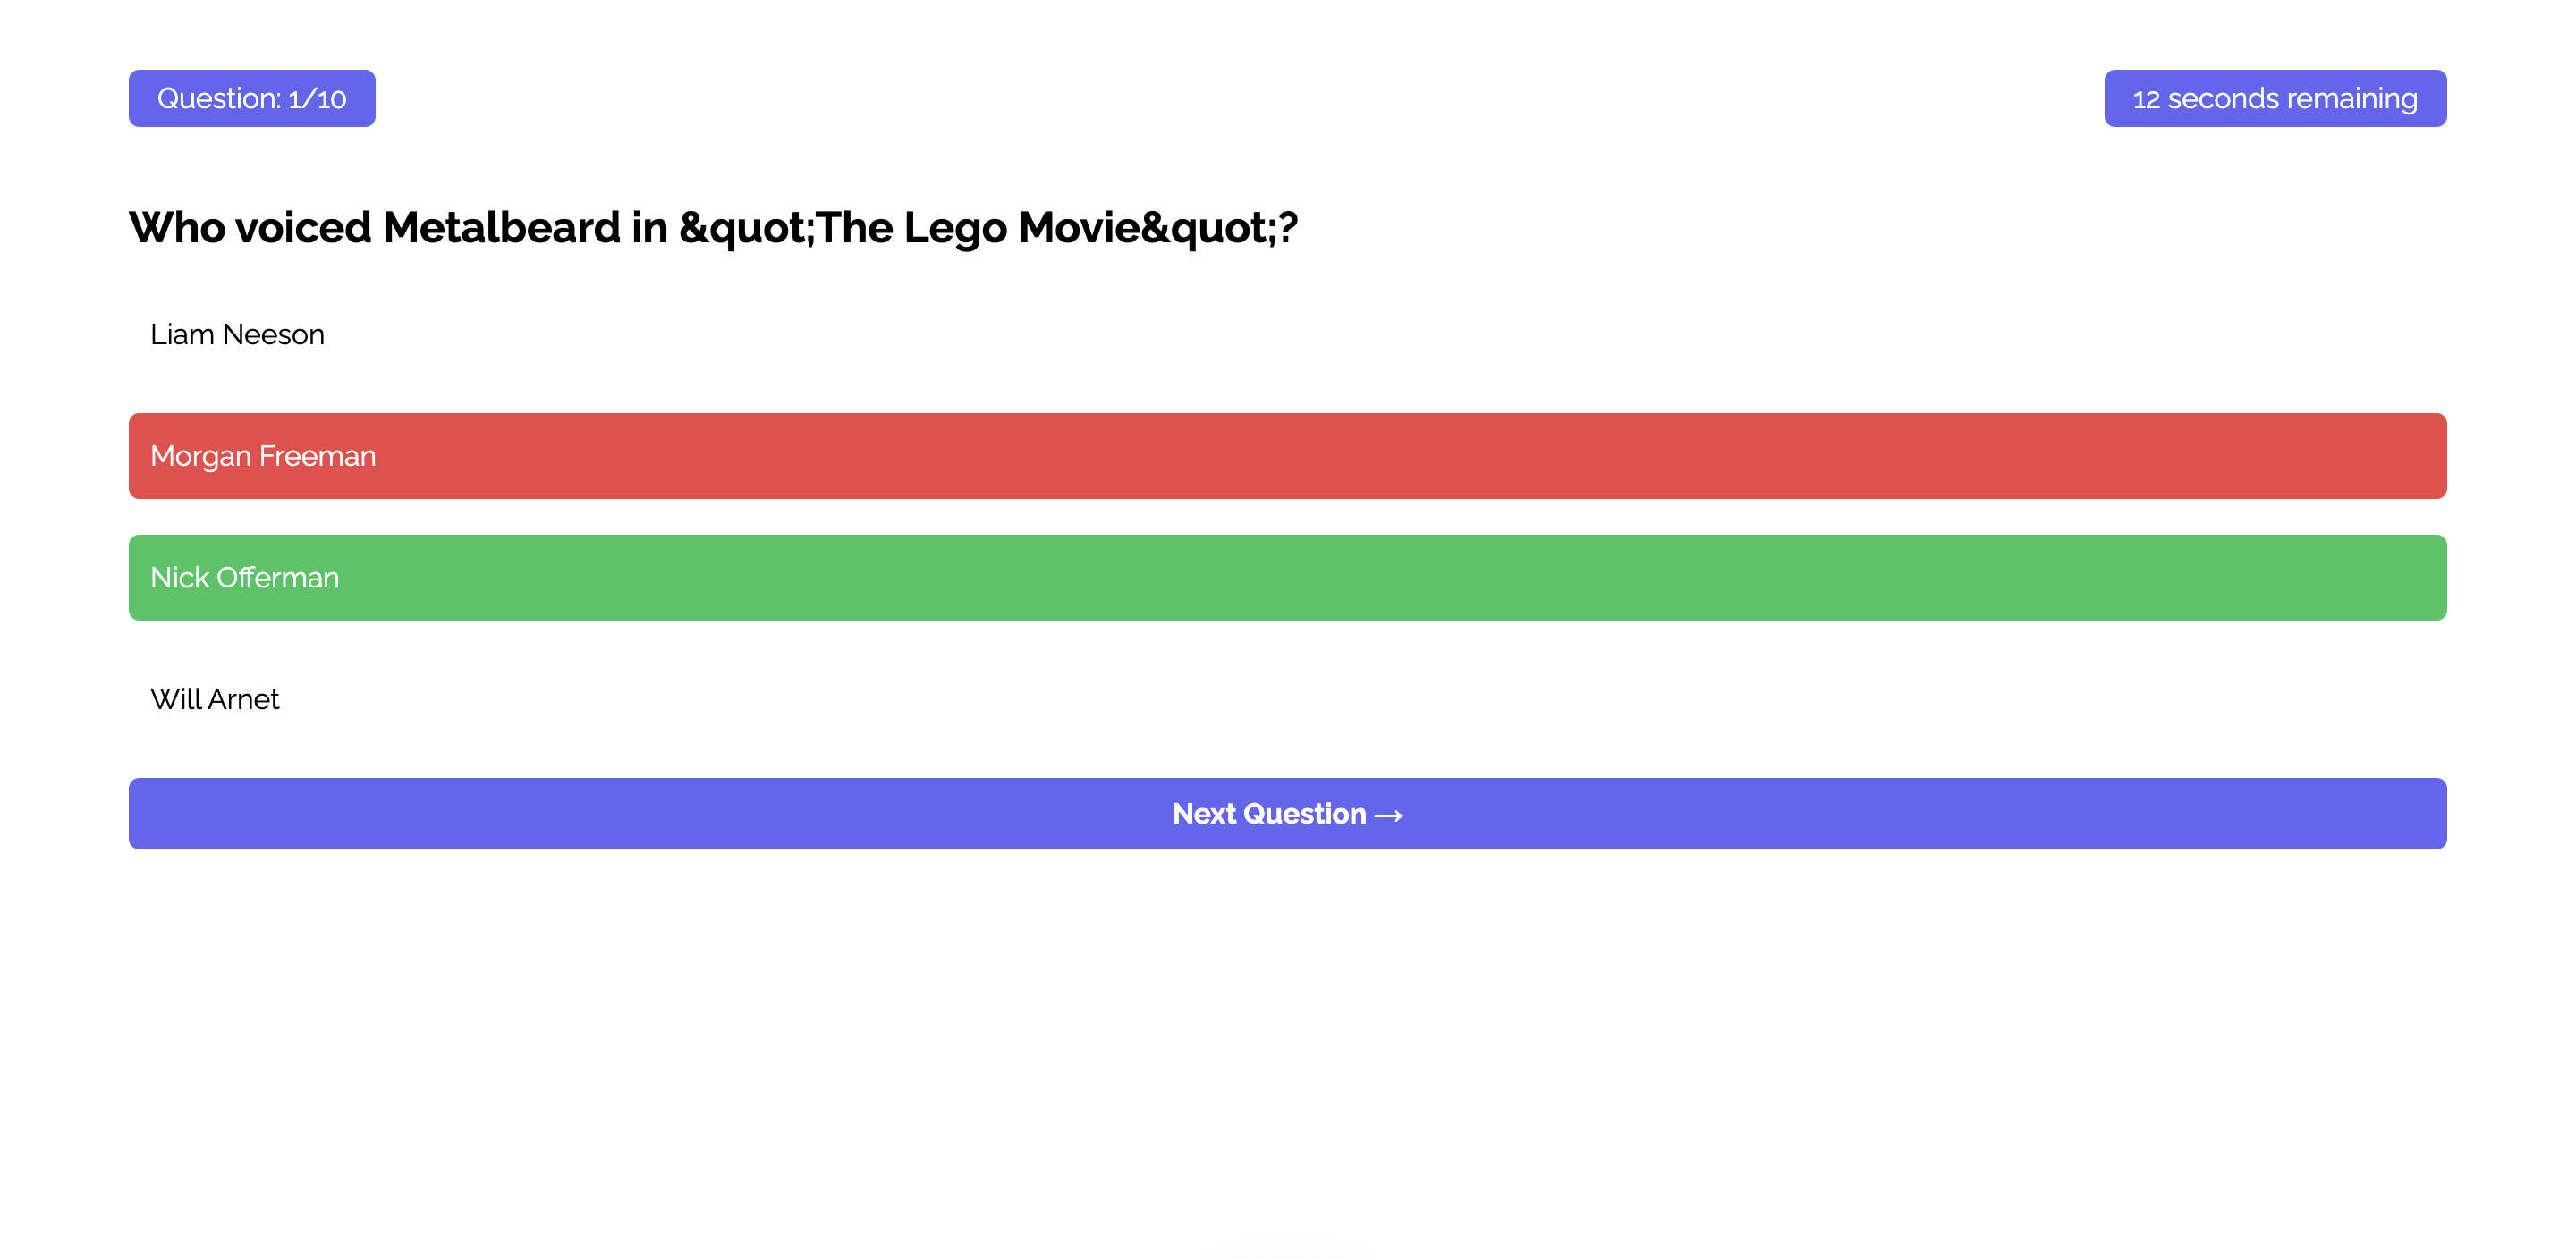 Question: 1/10
12 seconds remaining
Who voiced Metalbeard in &quot;The Lego Movie&quot;?
Liam Neeson
Morgan Freeman
Nick Offerman
Will Arnet
Next Question →